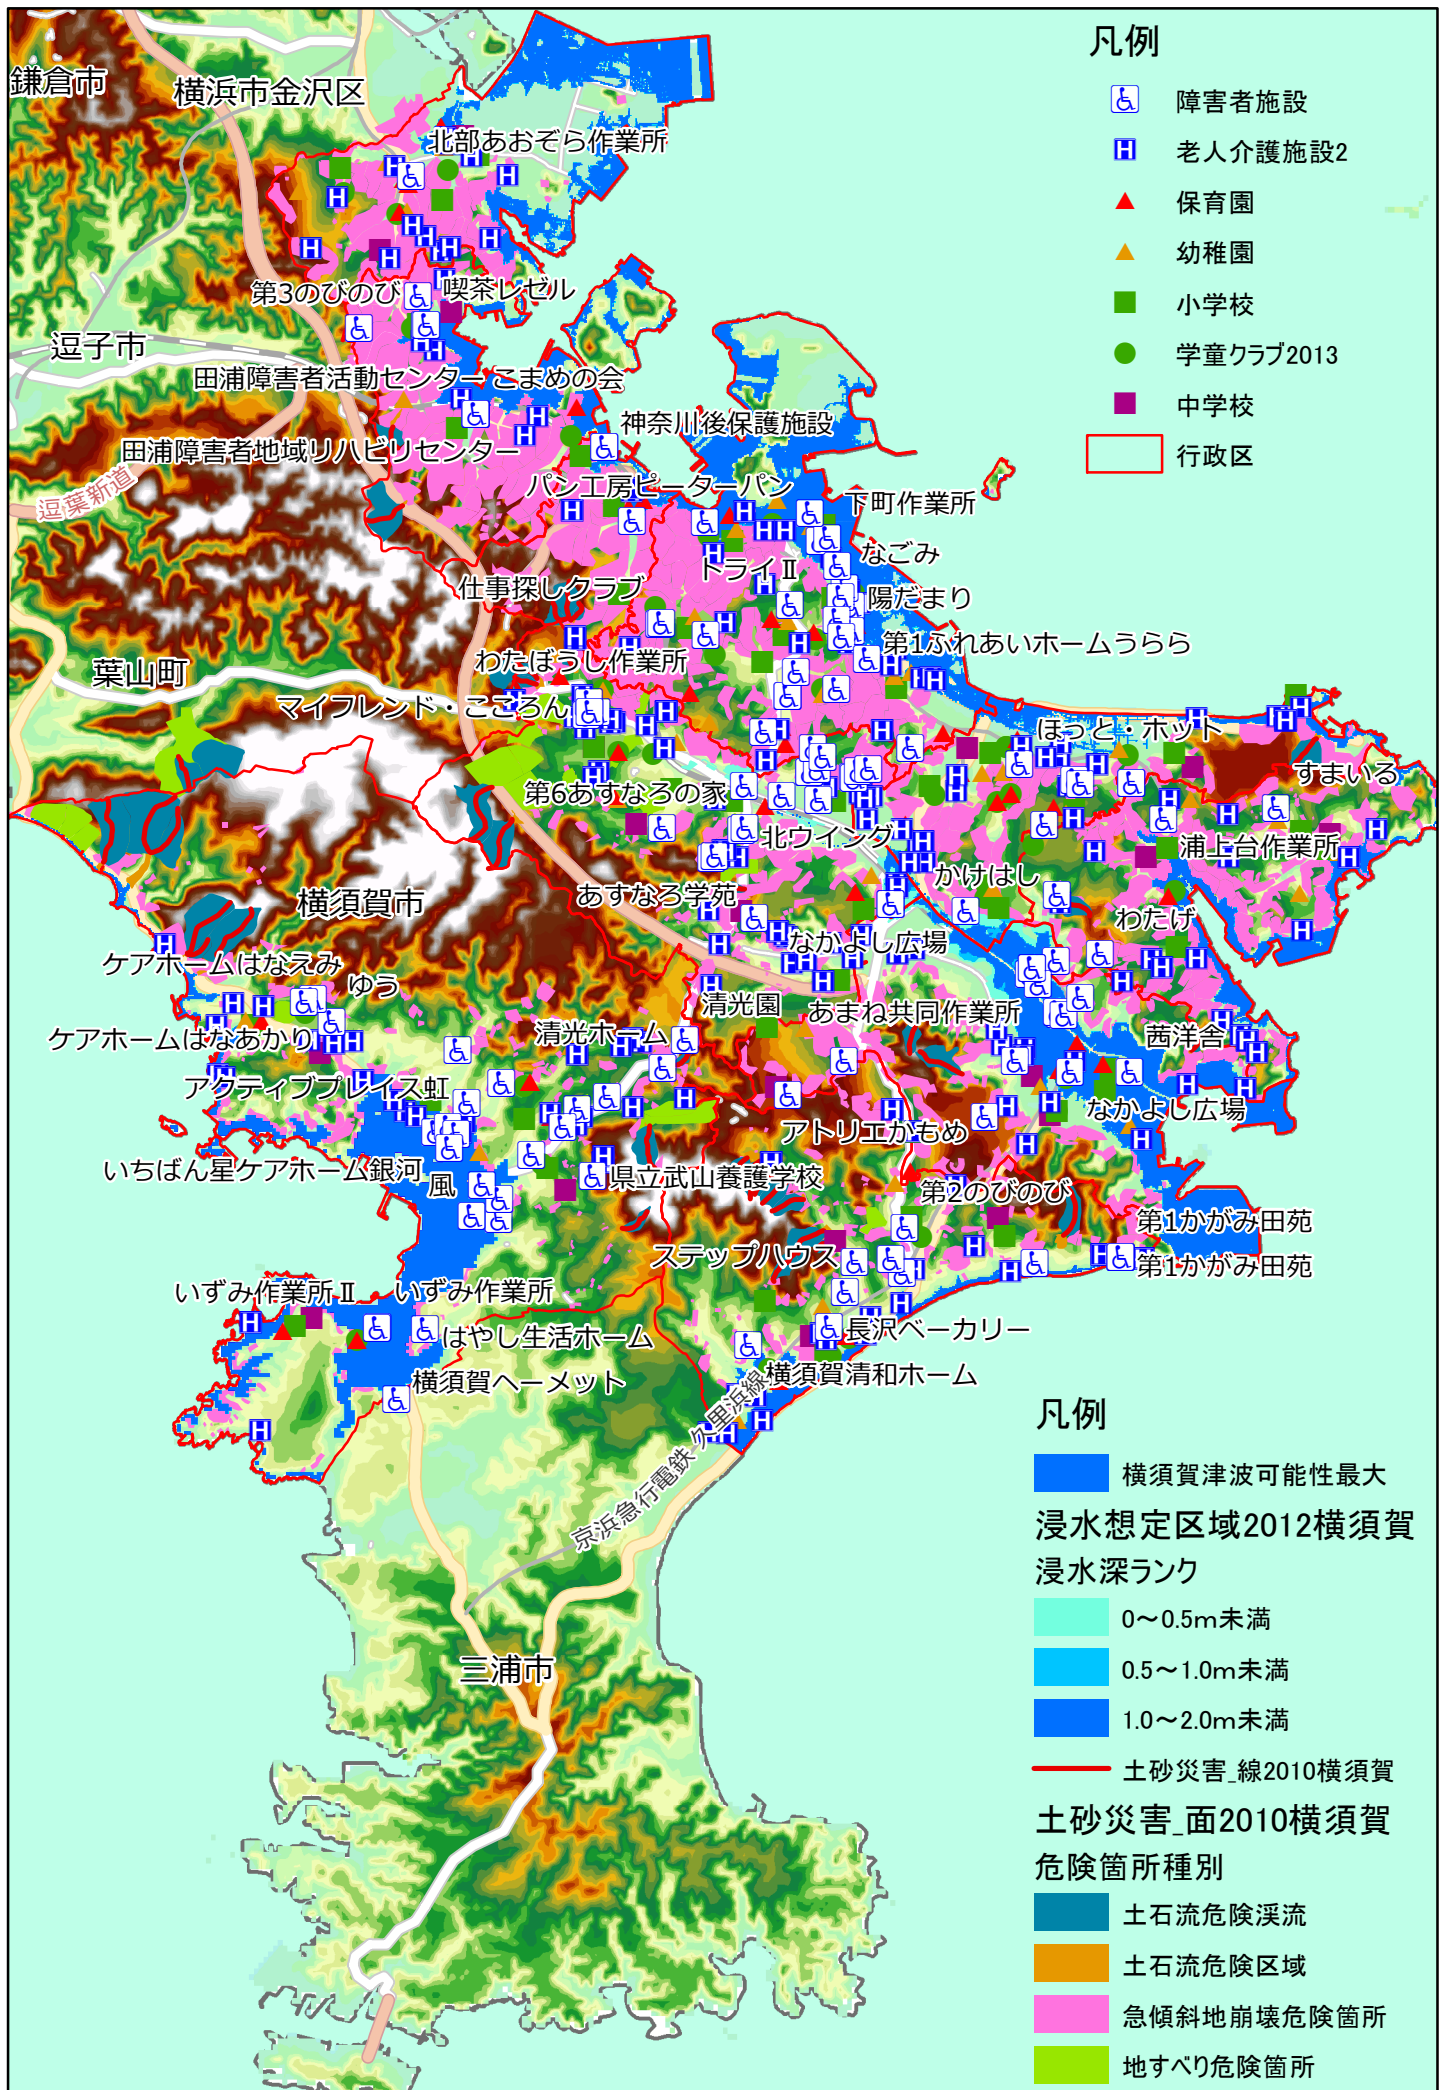 凡例
障害者施設
老人介護施設2
保育園
幼稚園
小学校
学童クラブ2013
中学校
行政区
鎌倉市
横浜市金沢区
北部あおぞら作業所
第3のびのび
喫茶レゼル
逗子市
田浦障害者活動センター
こまめの会
神奈川後保護施設
田浦障害者地域リハビリセンター
逗葉新道
パン工房ピーターパン
下町作業所
なごみ
トライⅡ
仕事探しクラブ
陽だまり
第1ふれあいホームうらら
わたぼうし作業所
葉山町
マイフレンド・こころん
ほっと・ホット
すまいる
第6あすなろの家
北ウイング
浦上台作業所
かけはし
あすなろ学苑
横須賀市
わたげ
なかよし広場
ケアホームはなえみ
ゆう
清光園
あまね共同作業所
ケアホームはなあかり
清光ホーム
茜洋舎
アクティブプレイス虹
なかよし広場
アトリエかもめ
いちばん星ケアホーム銀河
風
県立武山養護学校
第2のびのび
第1かがみ田苑
ステップハウス
第1かがみ田苑
いずみ作業所Ⅱ
いずみ作業所
はやし生活ホーム
長沢ベーカリー
横須賀ヘーメット
横須賀清和ホーム
京浜急行電鉄 久里浜線
三浦市
凡例
横須賀津波可能性最大
浸水想定区域2012横須賀
浸水深ランク
0～0.5m未満
0.5～1.0m未満
1.0～2.0m未満
土砂災害_線2010横須賀
土砂災害_面2010横須賀
危険箇所種別
土石流危険渓流
土石流危険区域
急傾斜地崩壊危険箇所
地すべり危険箇所